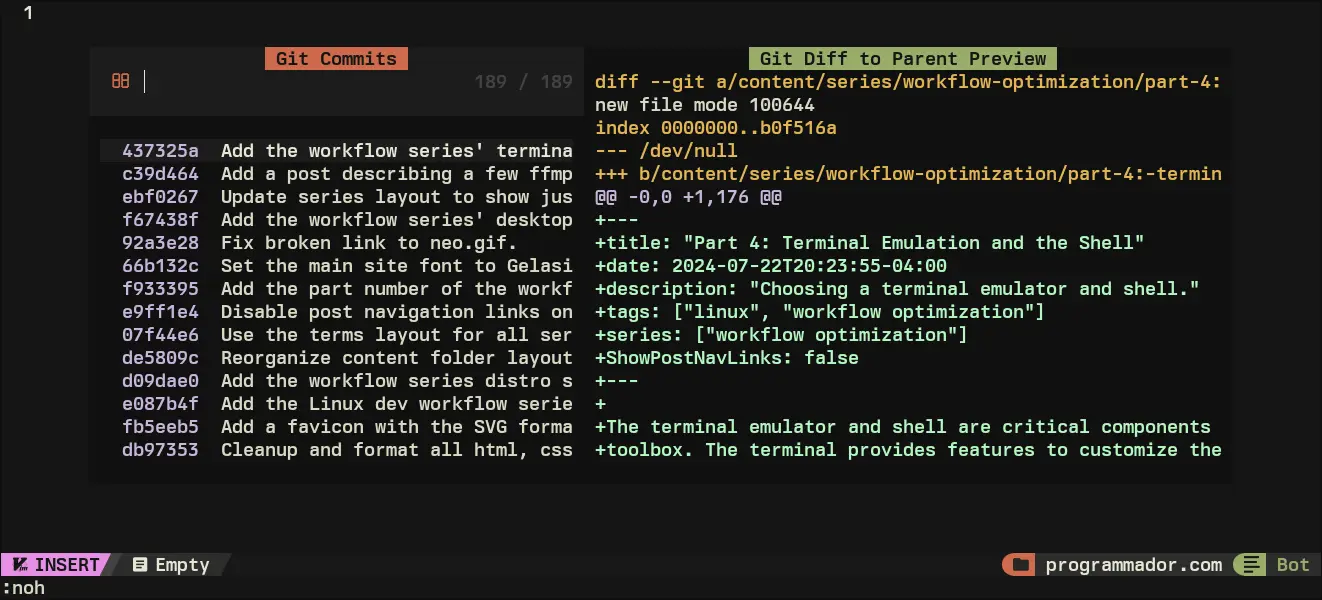 1
Git Commits
189 / 189
437325a Add the workflow series' termina
c39d464 Add a post describing a few ffmp
ebf0267 Update series layout to show jus
f67438f Add the workflow series' desktop
92a3e28 Fix broken link to neo.gif.
66b132c Set the main site font to Gelasi
f933395 Add the part number of the workf
e9ff1e4 Disable post navigation links on
07f44e6 Use the terms layout for all ser
de5809c Reorganize content folder layout
d09dae0 Add the workflow series distro s
e087b4f Add the Linux dev workflow serie
fb5eeb5 Add a favicon with the SVG forma
db97353 Cleanup and format all html, css
Git Diff to Parent Preview
diff --git a/content/series/workflow-optimization/part-4:
new file mode 100644
index 0000000..b0f516a
--- /dev/null
+++ b/content/series/workflow-optimization/part-4:-termin
@@ -0,0 +1,176 @@
+---
+title: "Part 4: Terminal Emulation and the Shell"
+date: 2024-07-22T20:23:55-04:00
+description: "Choosing a terminal emulator and shell."
+tags: ["linux", "workflow optimization"]
+series: ["workflow optimization"]
+ShowPostNavLinks: false
+---
+
+The terminal emulator and shell are critical components
+toolbox. The terminal provides features to customize the
INSERT Empty programmador.com Bot
:noh